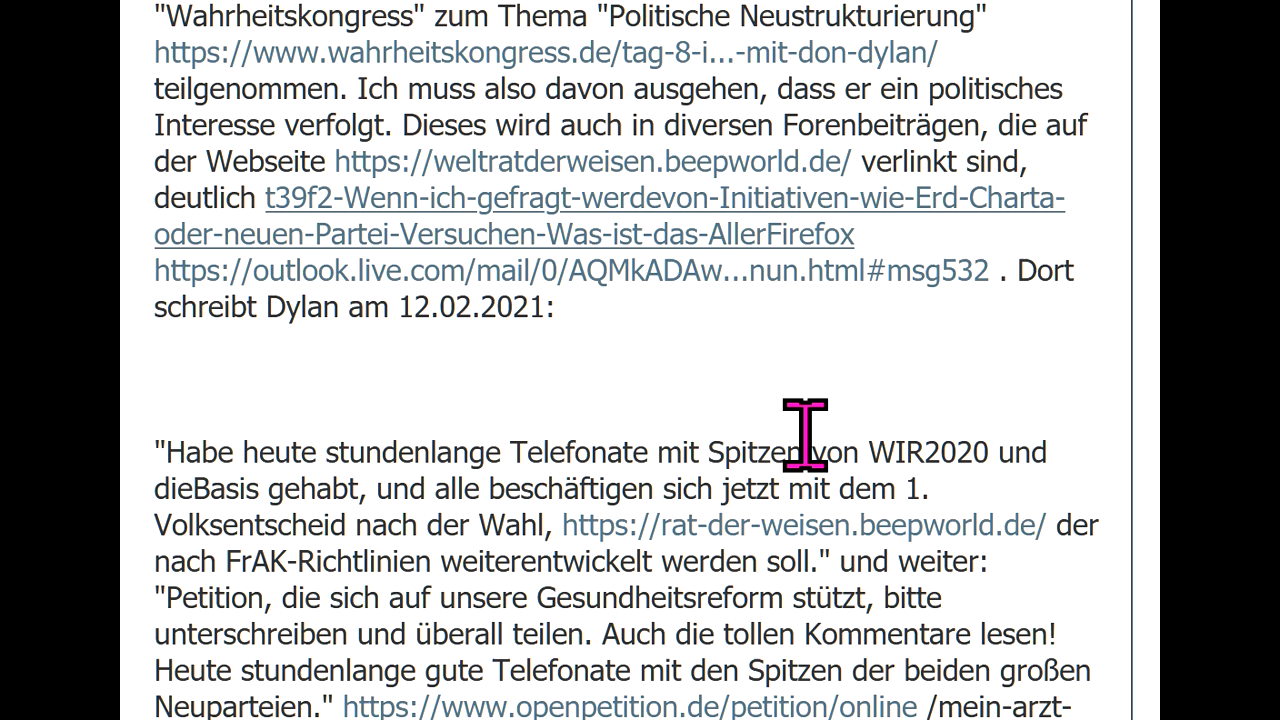 "Wahrheitskongress" zum Thema "Politische Neustrukturierung"
https://www.wahrheitskongress.de/tag-8-i...-mit-don-dylan/
teilgenommen. Ich muss also davon ausgehen, dass er ein politisches
Interesse verfolgt. Dieses wird auch in diversen Forenbeiträgen, die auf
der Webseite https://weltratderweisen.beepworld.de/ verlinkt sind,
deutlich t39f2-Wenn-ich-gefragt-werdevon-Initiativen-wie-Erd-Charta-
oder-neuen-Partei-Versuchen-Was-ist-das-AllerFirefox
https://outlook.live.com/mail/0/AQMkADAw...nun.html#msg532 . Dort
schreibt Dylan am 12.02.2021:
"Habe heute stundenlange Telefonate mit Spitzen von WIR2020 und
dieBasis gehabt, und alle beschäftigen sich jetzt mit dem 1.
Volksentscheid nach der Wahl, https://rat-der-weisen.beepworld.de/ der
nach FrAK-Richtlinien weiterentwickelt werden soll." und weiter:
"Petition, die sich auf unsere Gesundheitsreform stützt, bitte
unterschreiben und überall teilen. Auch die tollen Kommentare lesen!
Heute stundenlange gute Telefonate mit den Spitzen der beiden großen
Neuparteien." https://www.openpetition.de/petition/online /mein-arzt-